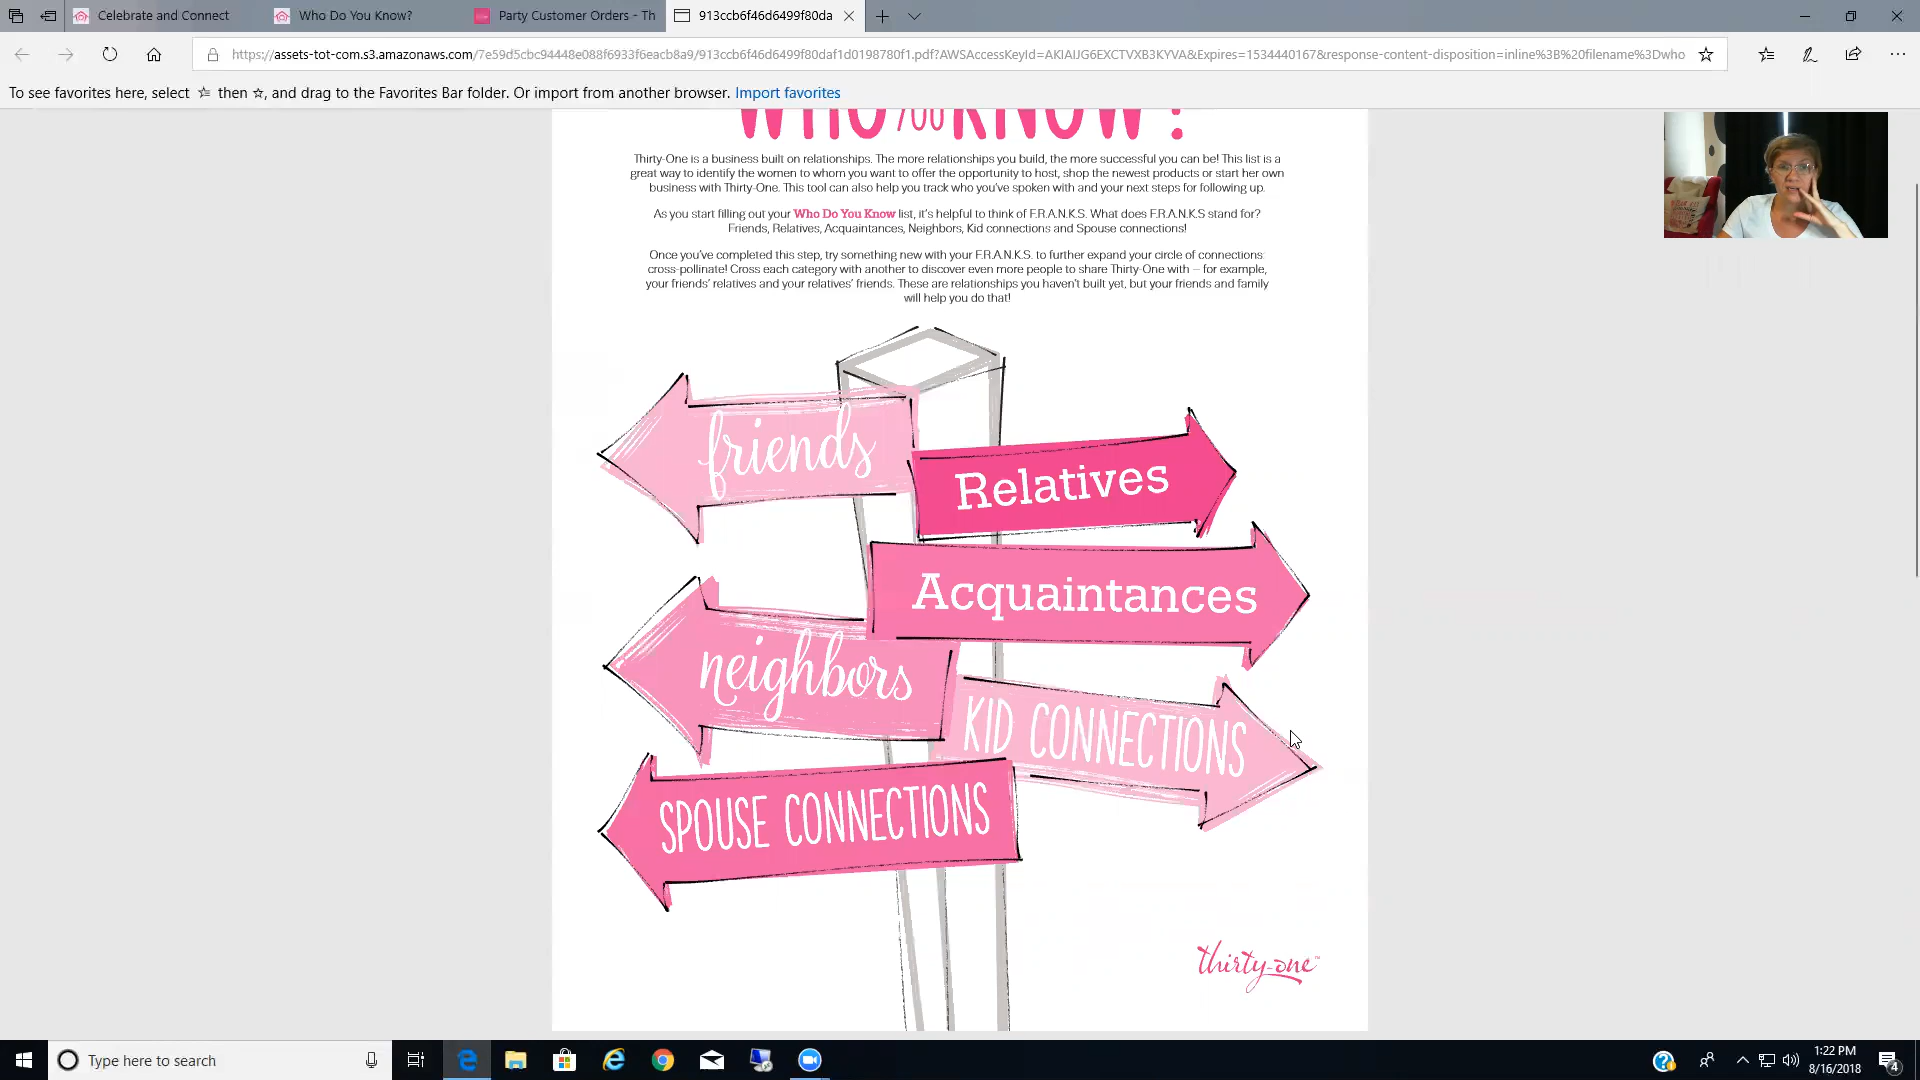 Celebrate and Connect
Who Do You Know?
Party Customer Orders - Th
913ccb6f46d6499f80da
https://assets-tot-com.s3.amazonaws.com/7e59d5cbc94448e088f6933f6eacb8a9/913ccb6f46d6499f80daf1d0198780f1.pdf?AWSAccessKeyId=AKIAIJG6EXCTVXB3KYVA&Expires=1534440167&response-content-disposition=inline%3B%20filename%3Dwho
To see favorites here, select then ☆, and drag to the Favorites Bar folder. Or import from another browser. Import favorites
WHO YOU KNOW?
Thirty-One is a business built on relationships. The more relationships you build, the more successful you can be! This list is a
great way to identify the women to whom you want to offer the opportunity to host, shop the newest products or start her own
business with Thirty-One. This tool can also help you track who you've spoken with and your next steps for following up.
As you start filling out your Who Do You Know list, it's helpful to think of F.R.A.N.K.S. What does F.R.A.N.K.S stand for?
Friends, Relatives, Acquaintances, Neighbors, Kid connections and Spouse connections!
Once you've completed this step, try something new with your F.R.A.N.K.S. to further expand your circle of connections:
cross-pollinate! Cross each category with another to discover even more people to share Thirty-One with – for example,
your friends' relatives and your relatives' friends. These are relationships you haven't built yet, but your friends and family
will help you do that!
friends
Relatives
Acquaintances
neighbors
KID CONNECTIONS
SPOUSE CONNECTIONS
thirty-one™
Type here to search
1:22 PM
8/16/2018
4